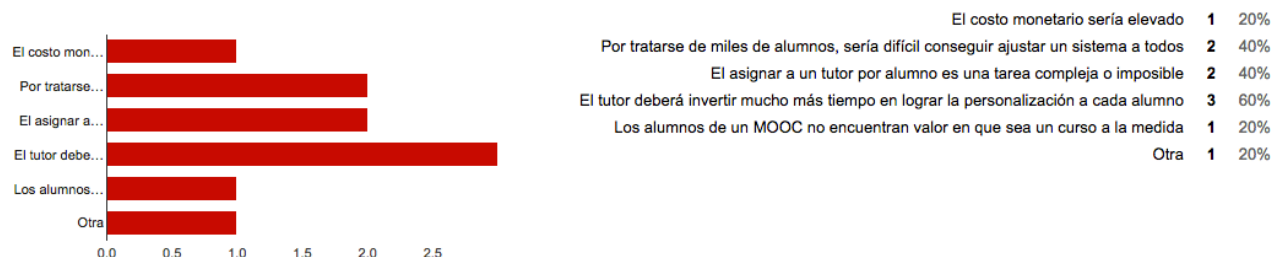 El costo mon...
Por tratarse...
El asignar a...
El tutor debe...
Los alumnos...
Otra
0.0 0.5 1.0 1.5 2.0 2.5
El costo monetario sería elevado 1 20%
Por tratarse de miles de alumnos, sería difícil conseguir ajustar un sistema a todos 2 40%
El asignar a un tutor por alumno es una tarea compleja o imposible 2 40%
El tutor deberá invertir mucho más tiempo en lograr la personalización a cada alumno 3 60%
Los alumnos de un MOOC no encuentran valor en que sea un curso a la medida 1 20%
Otra 1 20%